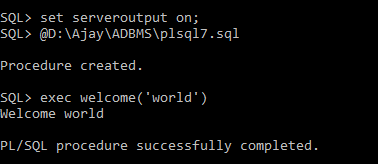 SQL> set serveroutput on;
SQL> @D:\Ajay\ADBMS\plsql7.sql
Procedure created.
SQL> exec welcome('world')
Welcome world
PL/SQL procedure successfully completed.